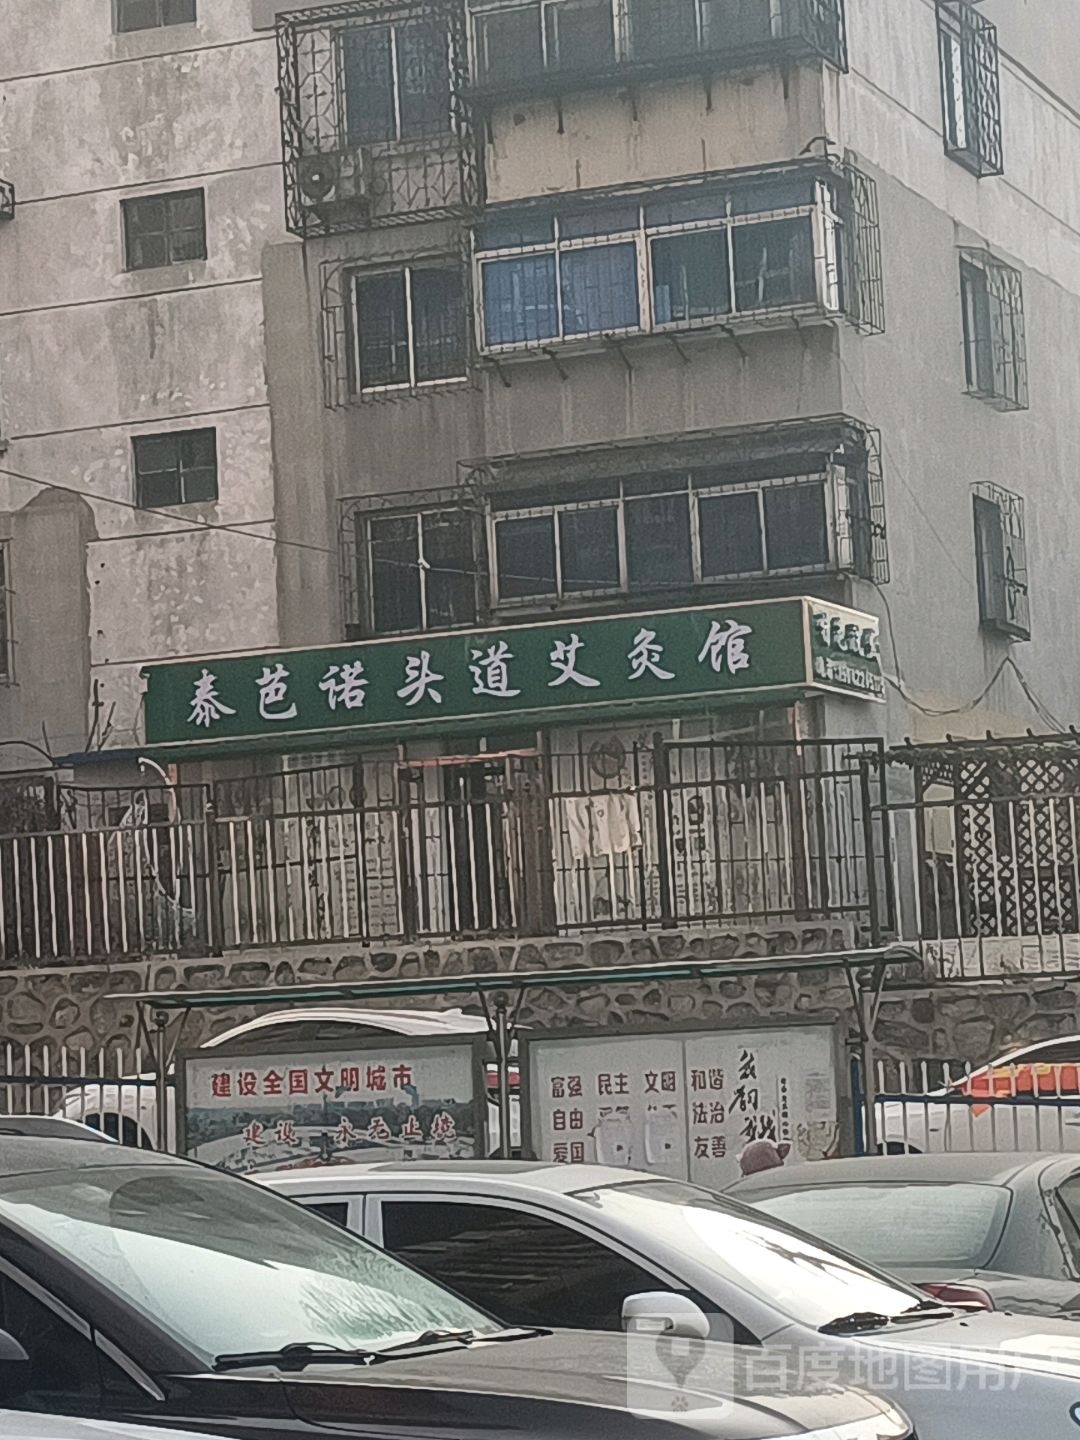 泰芭诺头道艾灸馆
建设全国文明城市
建设 永无止境
富强 民主 文明 和谐
自由 法治
爱国 友善
百度地图用户